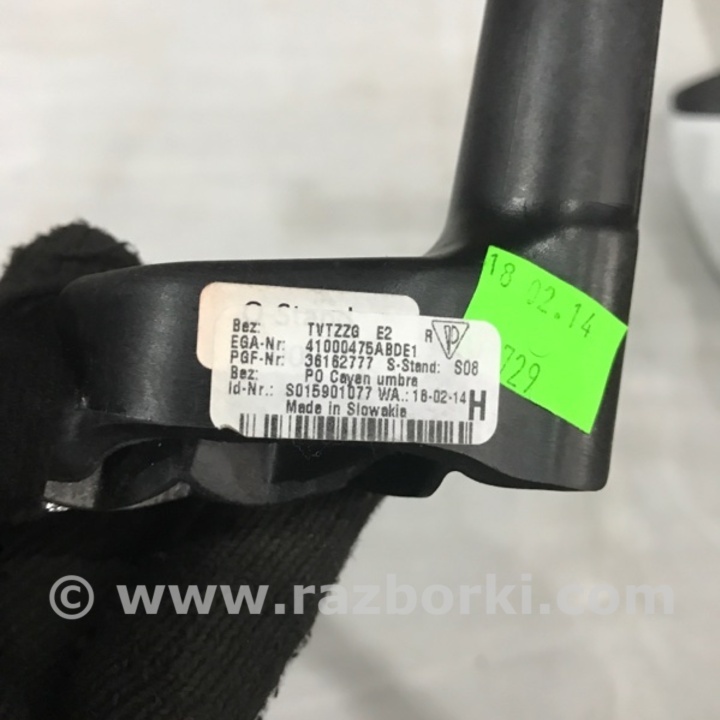 Bez: TVTZZG E2 R
EGA-Nr: 41000475ABDE1
PGF-Nr: 36162777 S-Stand: S08
Bez: PO Cayen umbra
Id-Nr.: S015901077 WA.: 18-02-14 H
Made in Slowakie
18 02.14
729
© www.razborki.com